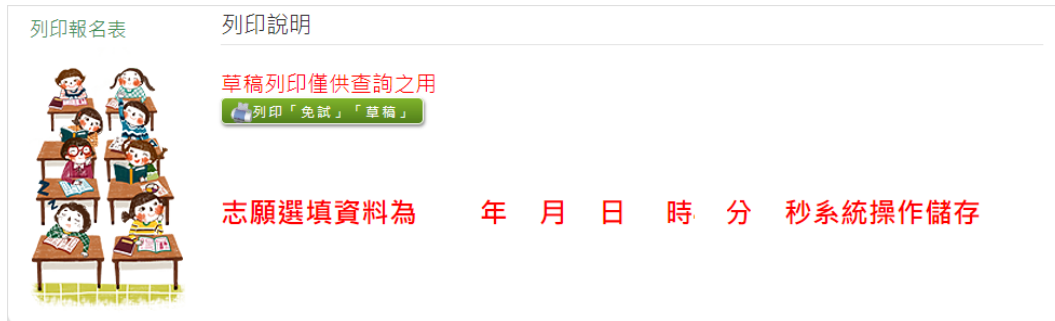 列印報名表
列印說明
草稿列印僅供查詢之用
列印「免試」「草稿」
志願選填資料為 年 月 日 時 分 秒系統操作儲存